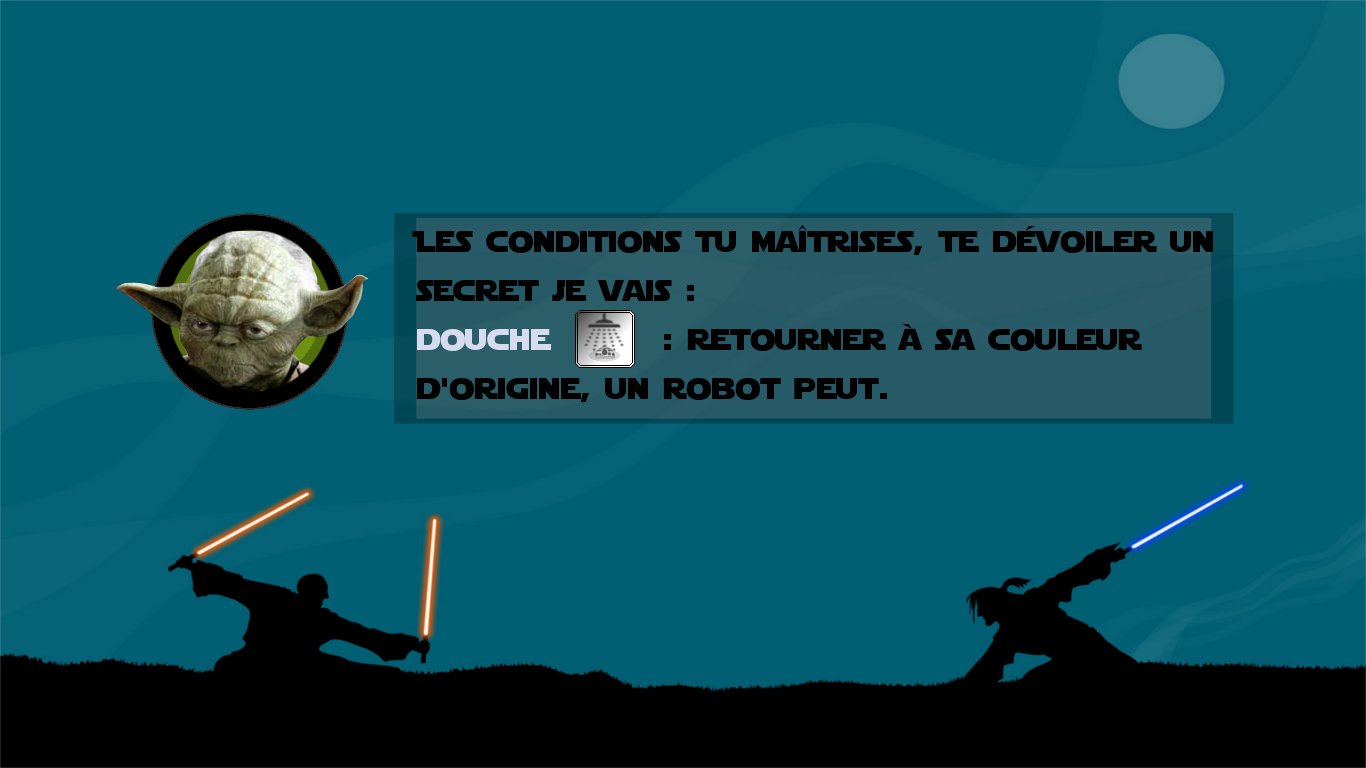 LES CONDITIONS TU MAÎTRISES, TE DÉVOILER UN
SECRET JE VAIS :
DOUCHE : RETOURNER À SA COULEUR
D'ORIGINE, UN ROBOT PEUT.